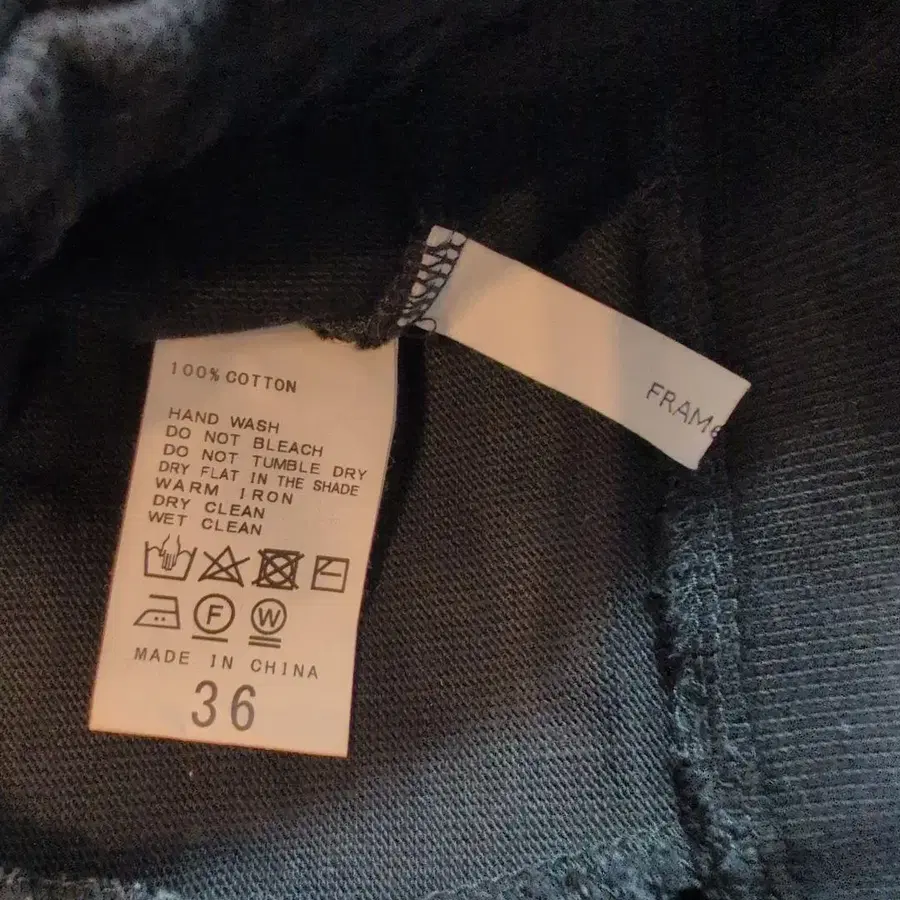 100% COTTON
HAND WASH
DO NOT BLEACH
DO NOT TUMBLE DRY
DRY FLAT IN THE SHADE
WARM IRON
DRY CLEAN
WET CLEAN
F W
MADE IN CHINA
36